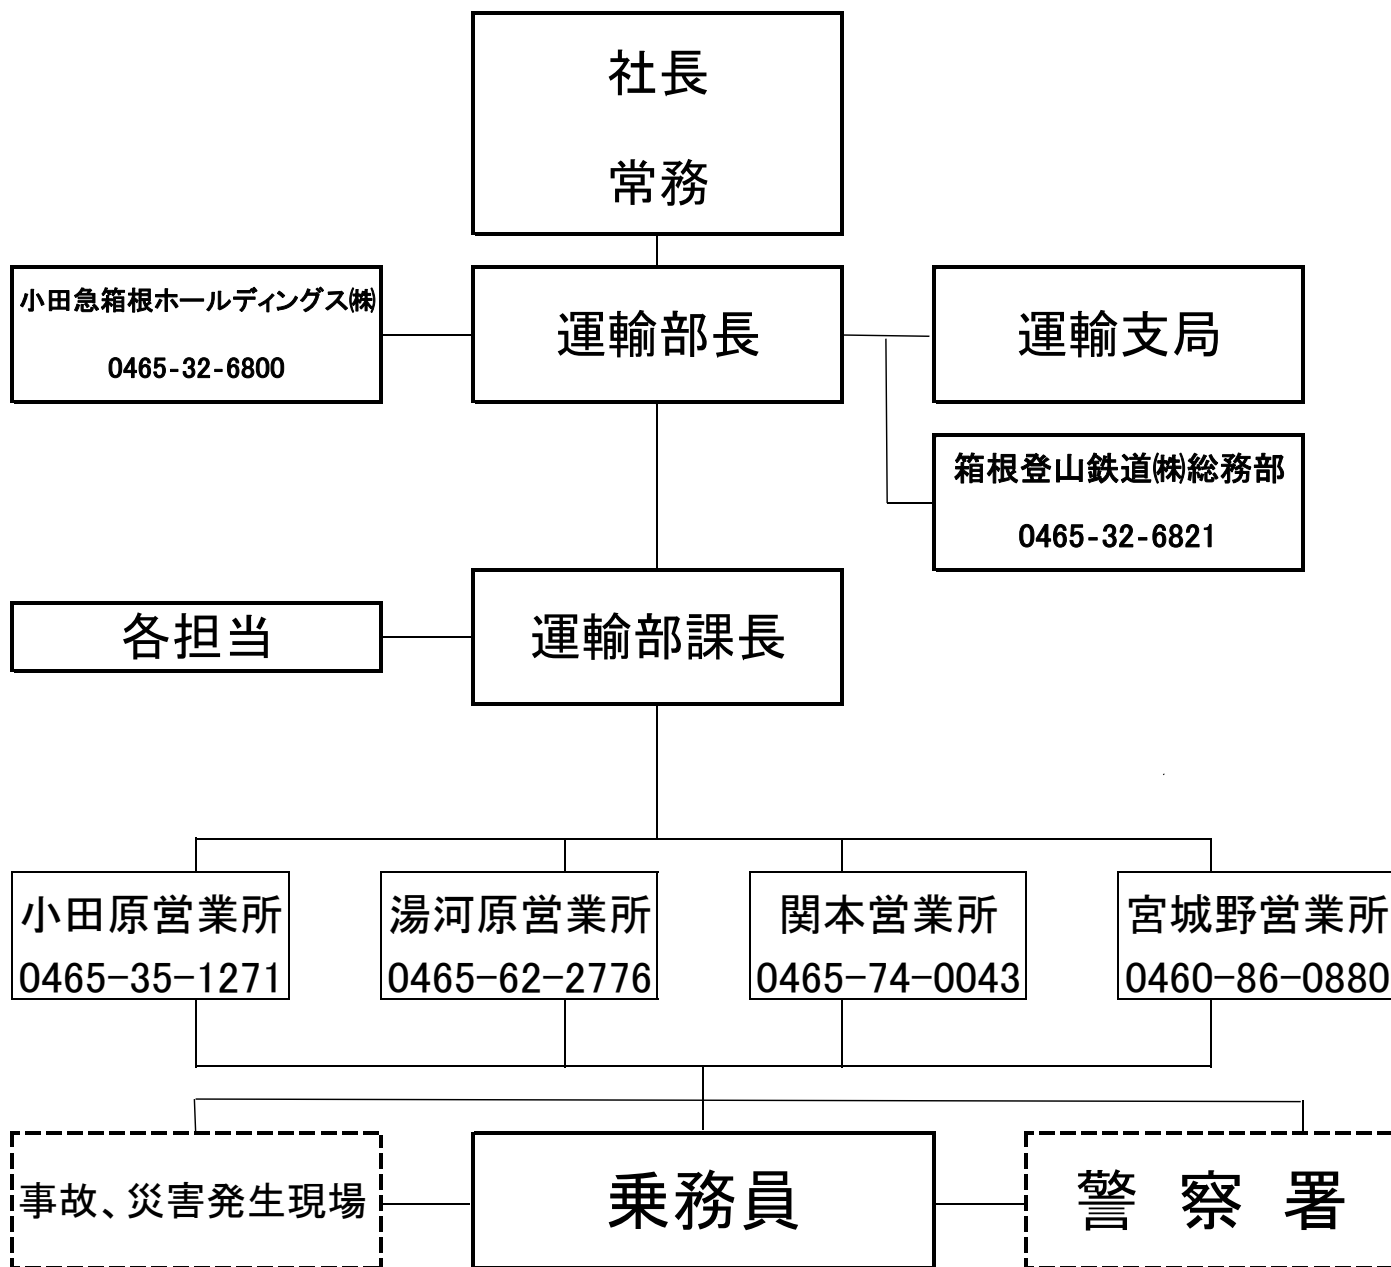 社長
常務
小田急箱根ホールディングス㈱
0465-32-6800
運輸部長
運輸支局
箱根登山鉄道㈱総務部
0465-32-6821
各担当
運輸部課長
小田原営業所
0465-35-1271
湯河原営業所
0465-62-2776
関本営業所
0465-74-0043
宮城野営業所
0460-86-0880
事故、災害発生現場
乗務員
警 察 署